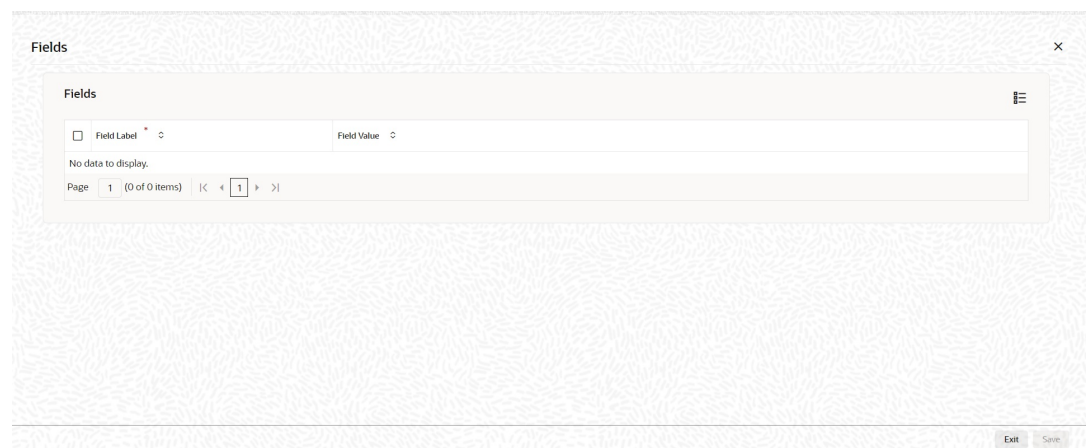 Fields
Fields
Field Label * Field Value
No data to display.
Page 1 (0 of 0 items) 1
Exit Save